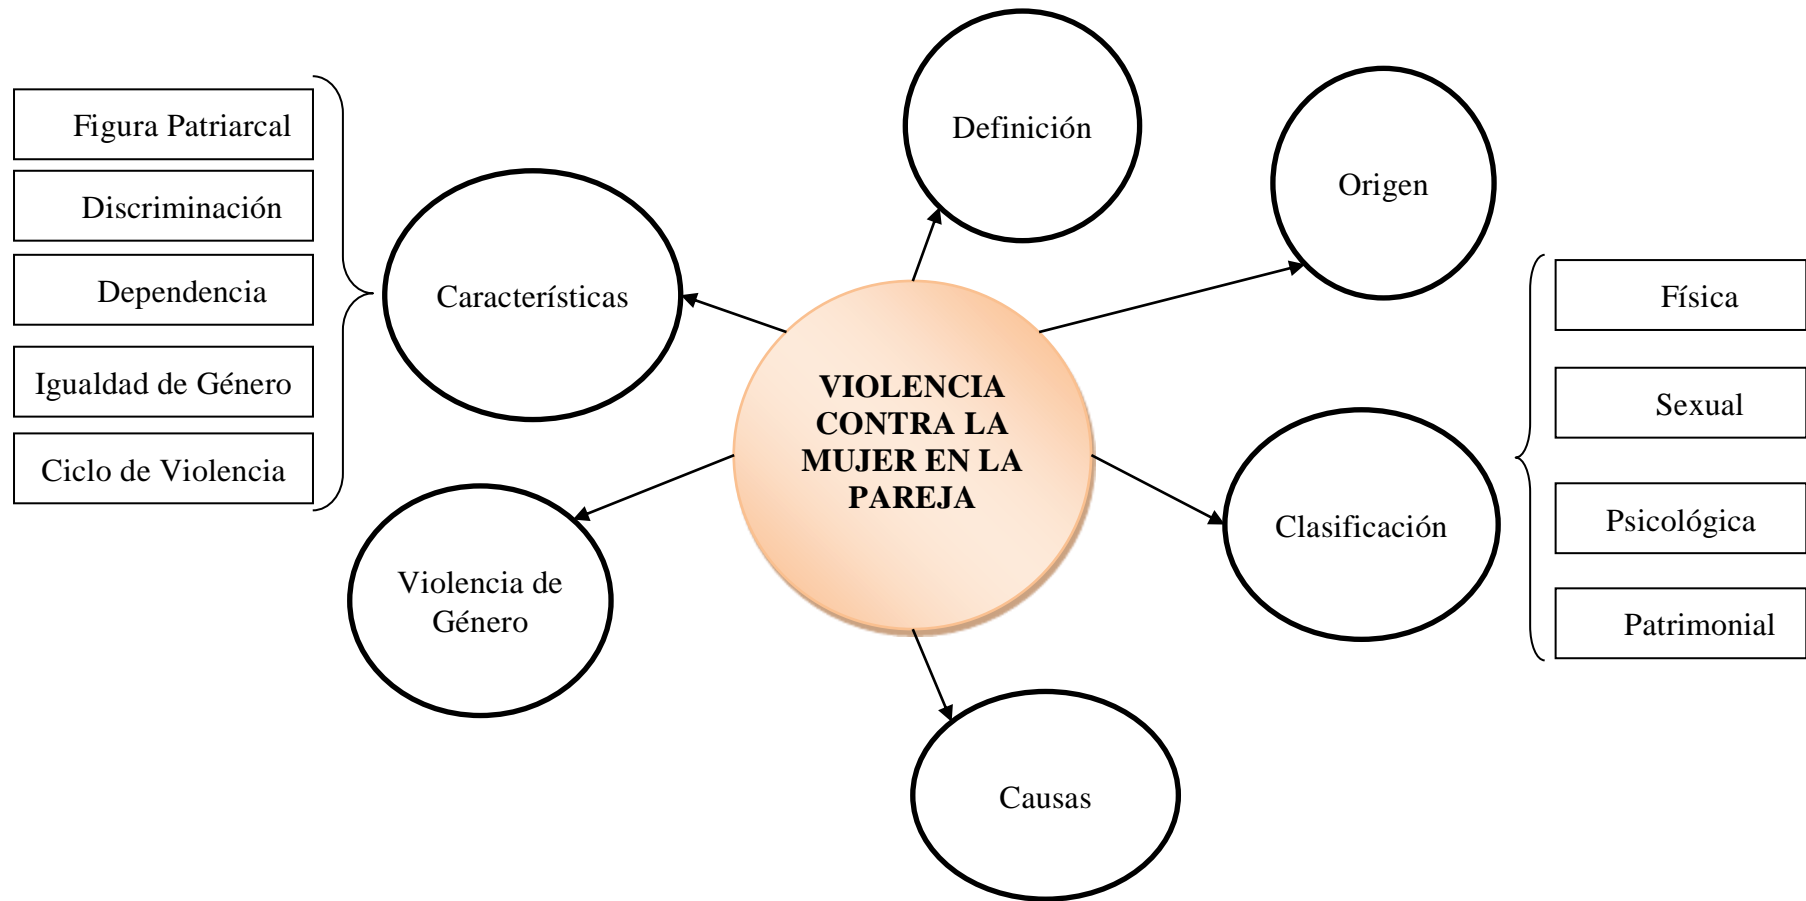 Definición
Origen
Figura Patriarcal
Discriminación
Dependencia
Igualdad de Género
Ciclo de Violencia
Características
VIOLENCIA
CONTRA LA
MUJER EN LA
PAREJA
Física
Sexual
Psicológica
Patrimonial
Clasificación
Violencia de
Género
Causas